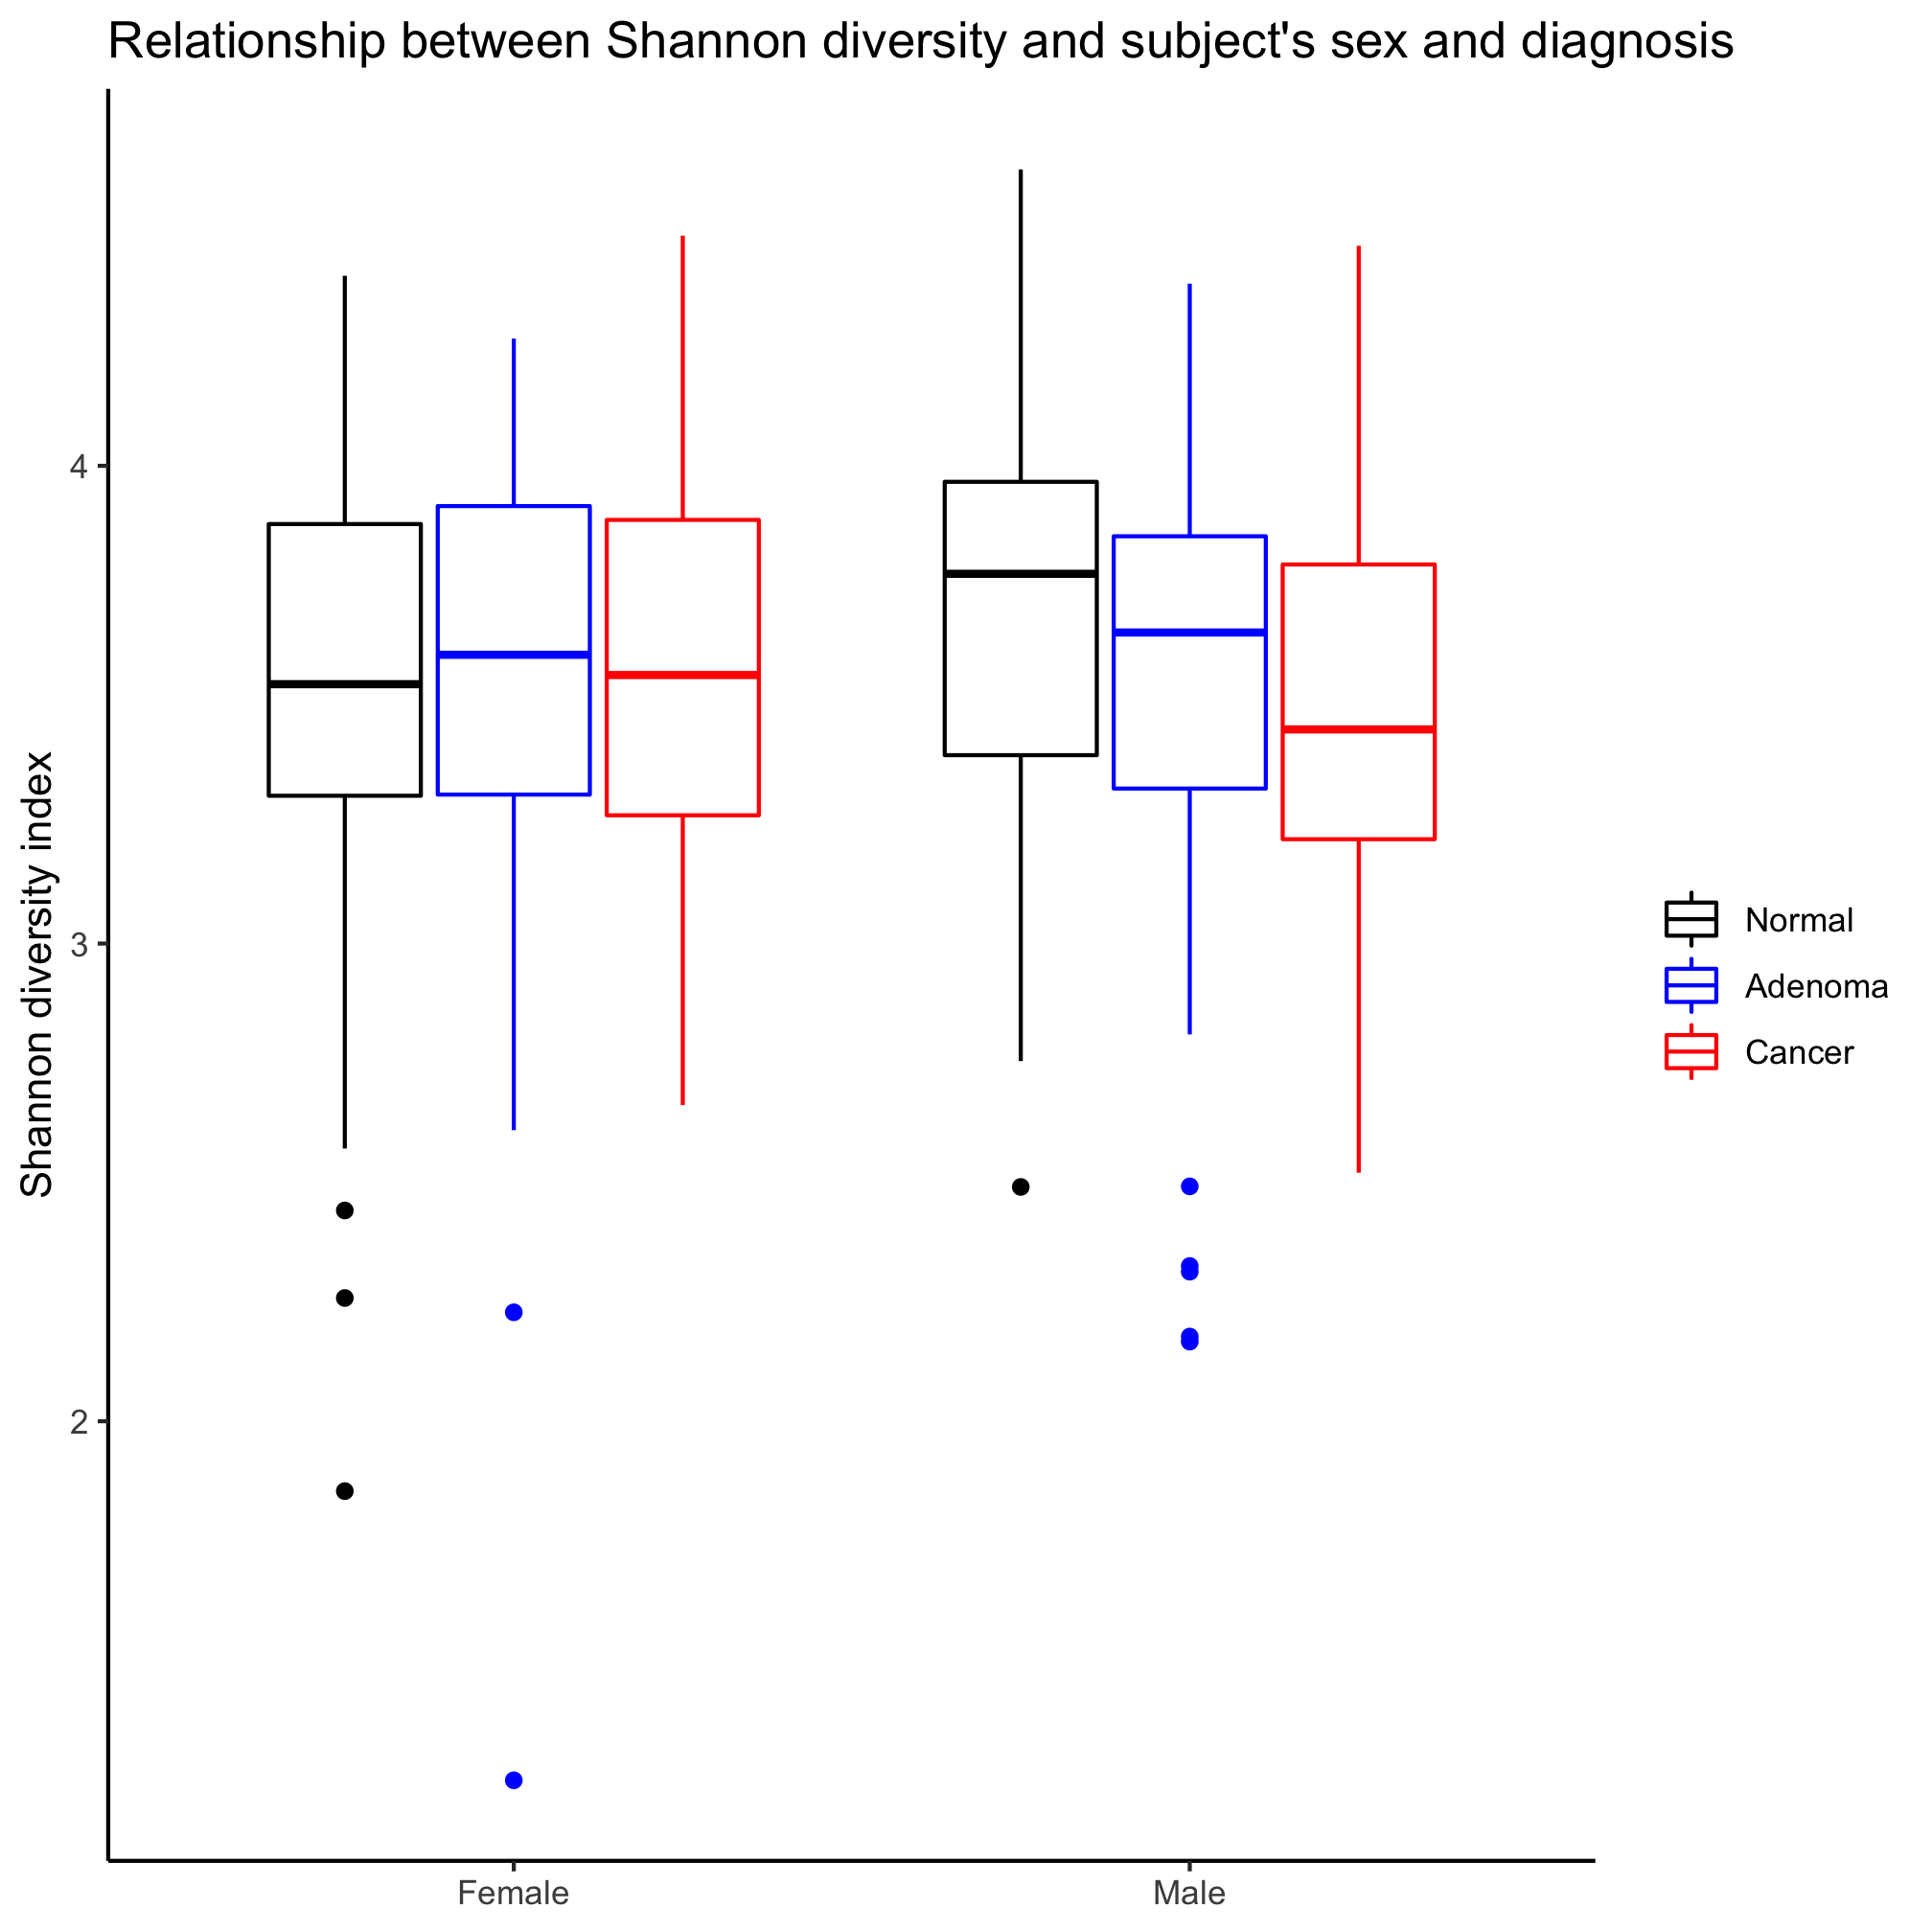 Relationship between Shannon diversity and subject's sex and diagnosis
Shannon diversity index
4
3
2
Female
Male
Normal
Adenoma
Cancer